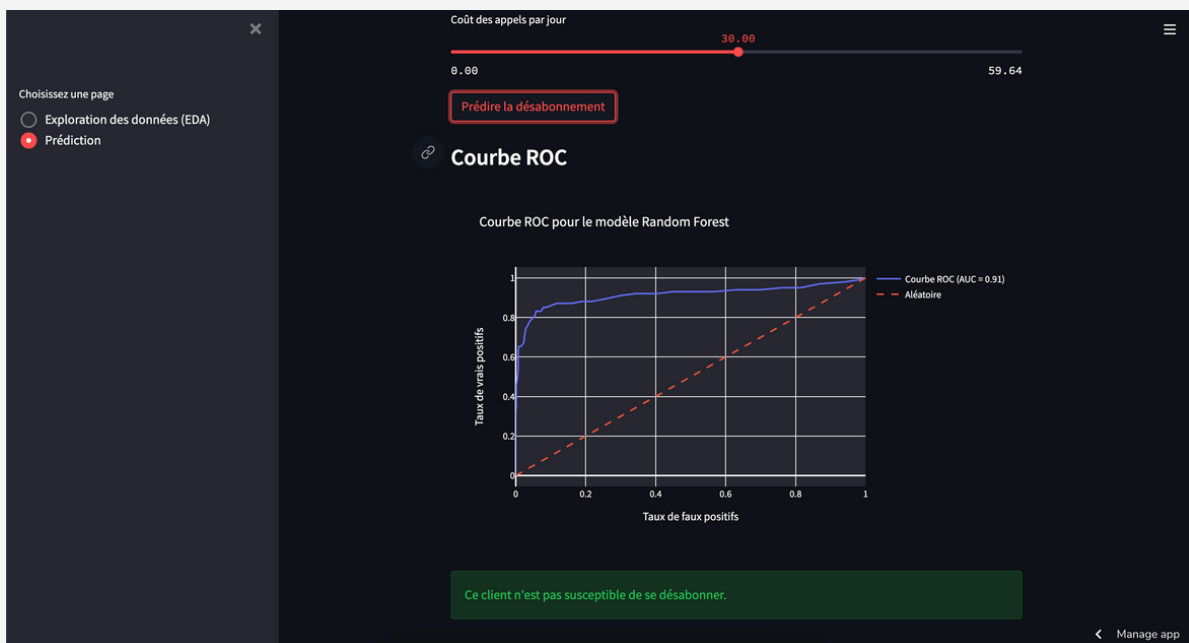 Choisissez une page
Exploration des données (EDA)
Prédiction
Coût des appels par jour
30.00
0.00 59.64
Prédire la désabonnement
Courbe ROC
Courbe ROC pour le modèle Random Forest
Courbe ROC (AUC = 0.91)
Aléatoire
Taux de vrais positifs
1
0.8
0.6
0.4
0.2
0
0 0.2 0.4 0.6 0.8 1
Taux de faux positifs
Ce client n'est pas susceptible de se désabonner.
Manage app